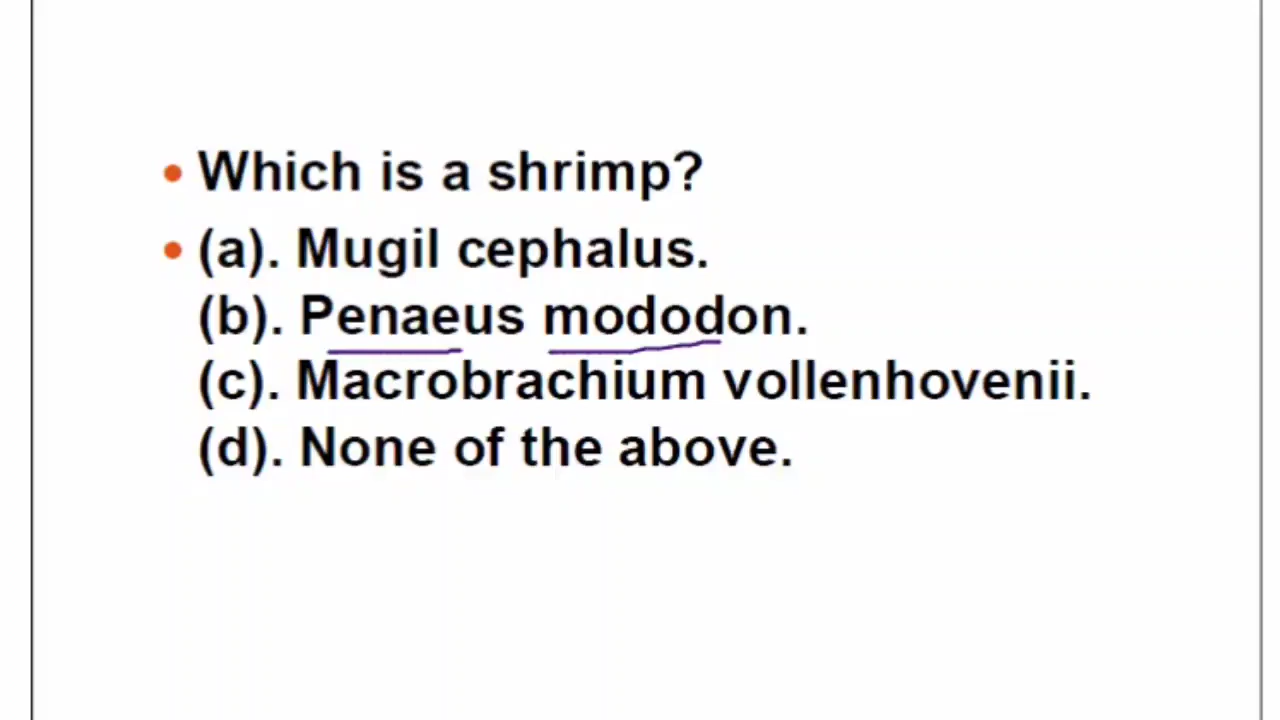 Which is a shrimp?
(a). Mugil cephalus.
(b). Penaeus mododon.
(c). Macrobrachium vollenhovenii.
(d). None of the above.